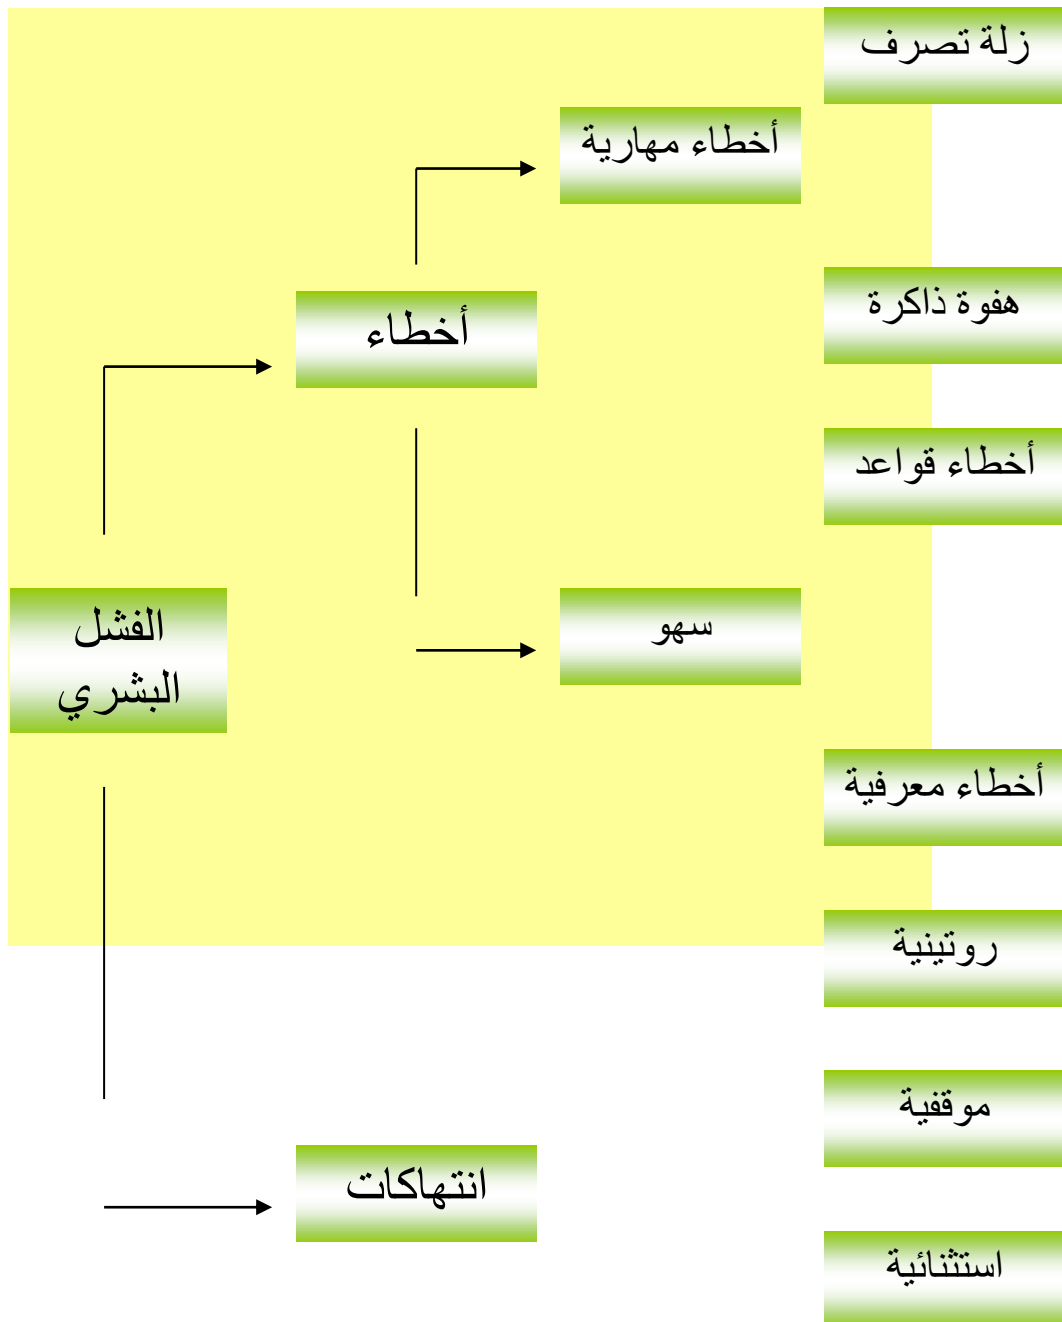 زلة تصرف
أخطاء مهارية
هفوة ذاكرة
أخطاء
أخطاء قواعد
سهو
الفشل
البشري
أخطاء معرفية
روتينية
موقفية
انتهاكات
استثنائية